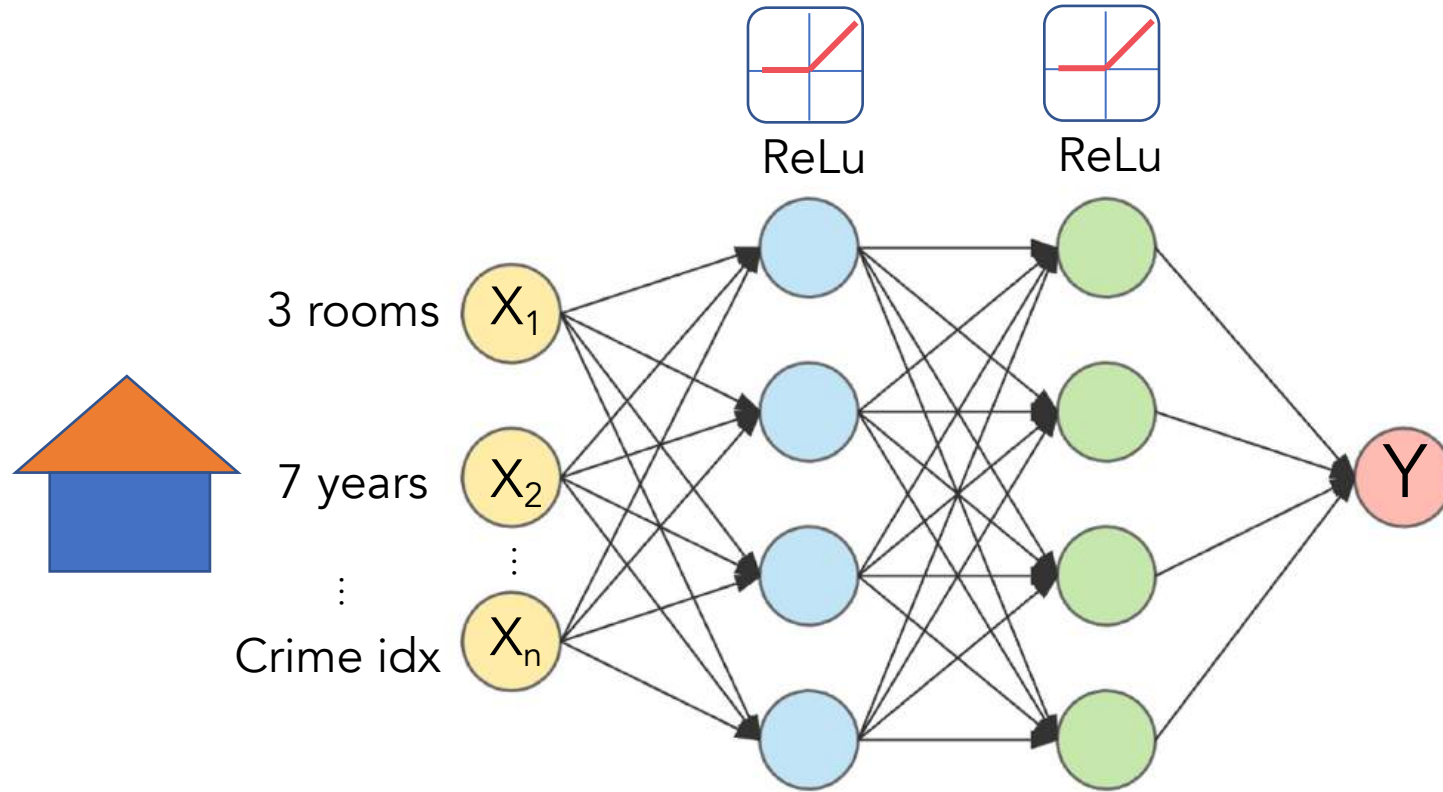 ReLu
ReLu
3 rooms
X₁
7 years
X₂
⋮
⋮
Crime idx
Xₙ
Y